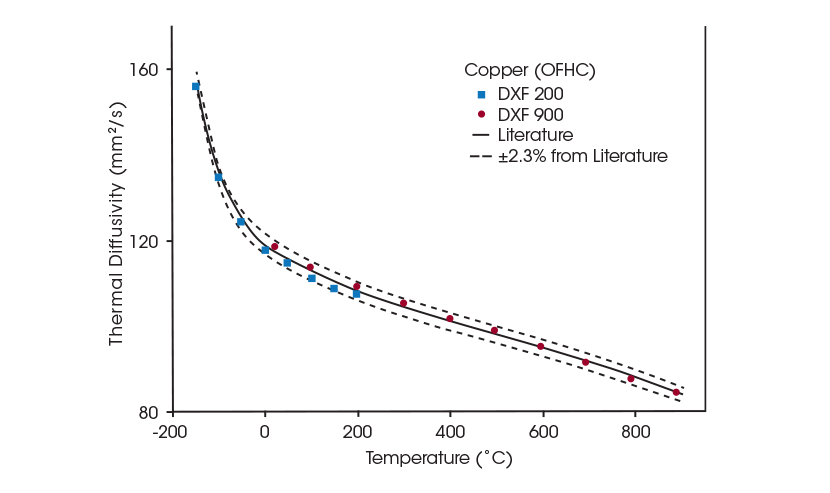 160
Copper (OFHC)
DXF 200
DXF 900
Literature
±2.3% from Literature
Thermal Diffusivity (mm²/s)
120
80
-200
0
200
400
600
800
Temperature (˚C)